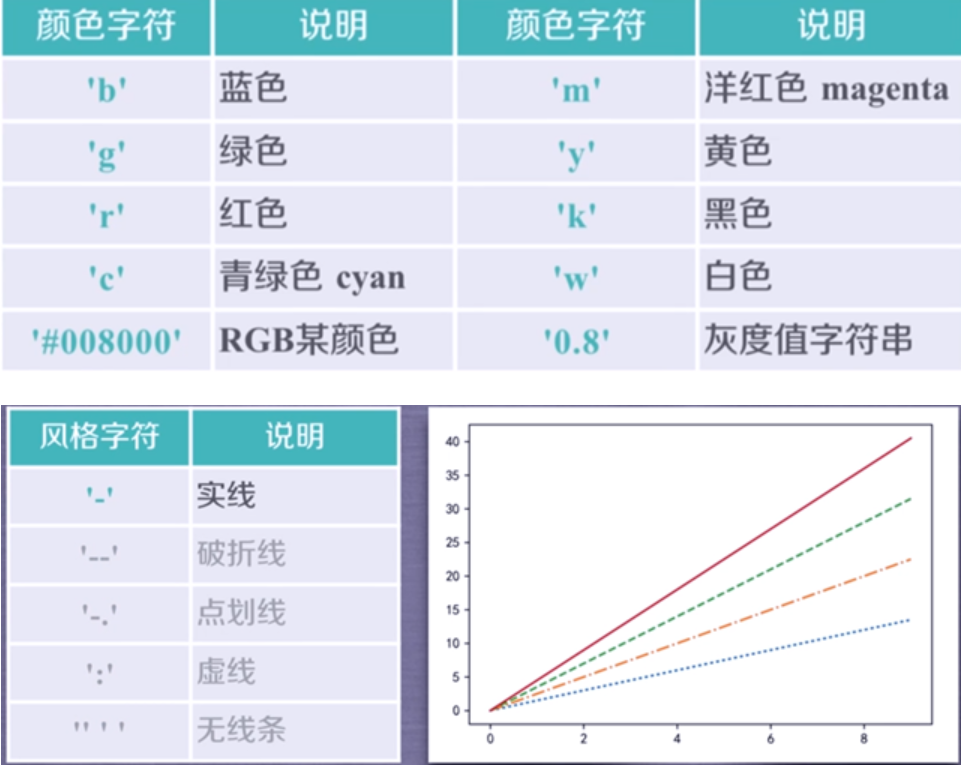 颜色字符 说明 颜色字符 说明
'b' 蓝色 'm' 洋红色 magenta
'g' 绿色 'y' 黄色
'r' 红色 'k' 黑色
'c' 青绿色 cyan 'w' 白色
'#008000' RGB某颜色 '0.8' 灰度值字符串
风格字符 说明
'-' 实线
'--' 破折线
'-.' 点划线
':' 虚线
'' ' ' 无线条
40
35
30
25
20
15
10
5
0
0 2 4 6 8